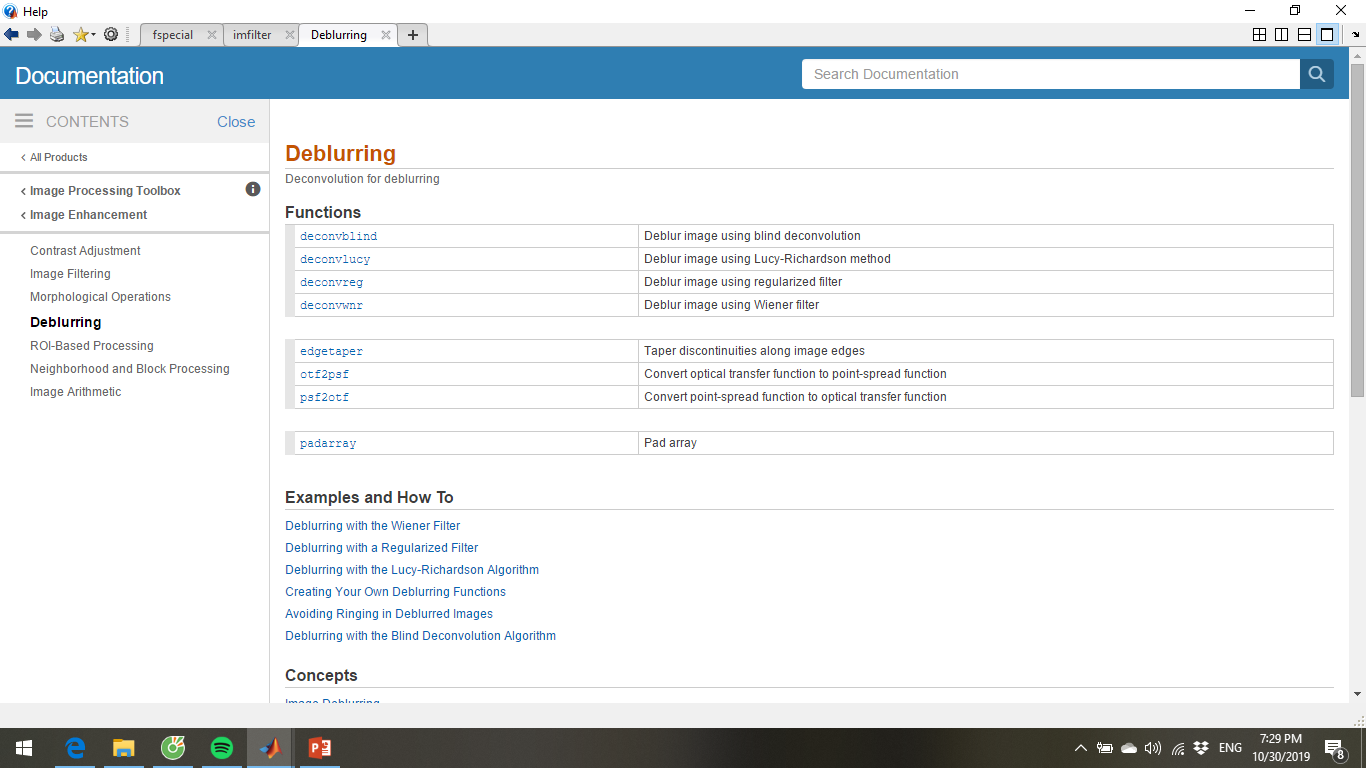 Help
fspecial
imfilter
Deblurring
Documentation
Search Documentation
CONTENTS
Close
All Products
Image Processing Toolbox
Image Enhancement
Contrast Adjustment
Image Filtering
Morphological Operations
Deblurring
ROI-Based Processing
Neighborhood and Block Processing
Image Arithmetic
Deblurring
Deconvolution for deblurring
Functions
deconvblind Deblur image using blind deconvolution
deconvlucy Deblur image using Lucy-Richardson method
deconvreg Deblur image using regularized filter
deconvwnr Deblur image using Wiener filter
edgetaper Taper discontinuities along image edges
otf2psf Convert optical transfer function to point-spread function
psf2otf Convert point-spread function to optical transfer function
padarray Pad array
Examples and How To
Deblurring with the Wiener Filter
Deblurring with a Regularized Filter
Deblurring with the Lucy-Richardson Algorithm
Creating Your Own Deblurring Functions
Avoiding Ringing in Deblurred Images
Deblurring with the Blind Deconvolution Algorithm
Concepts
Image Deblurring
ENG
7:29 PM
10/30/2019
8